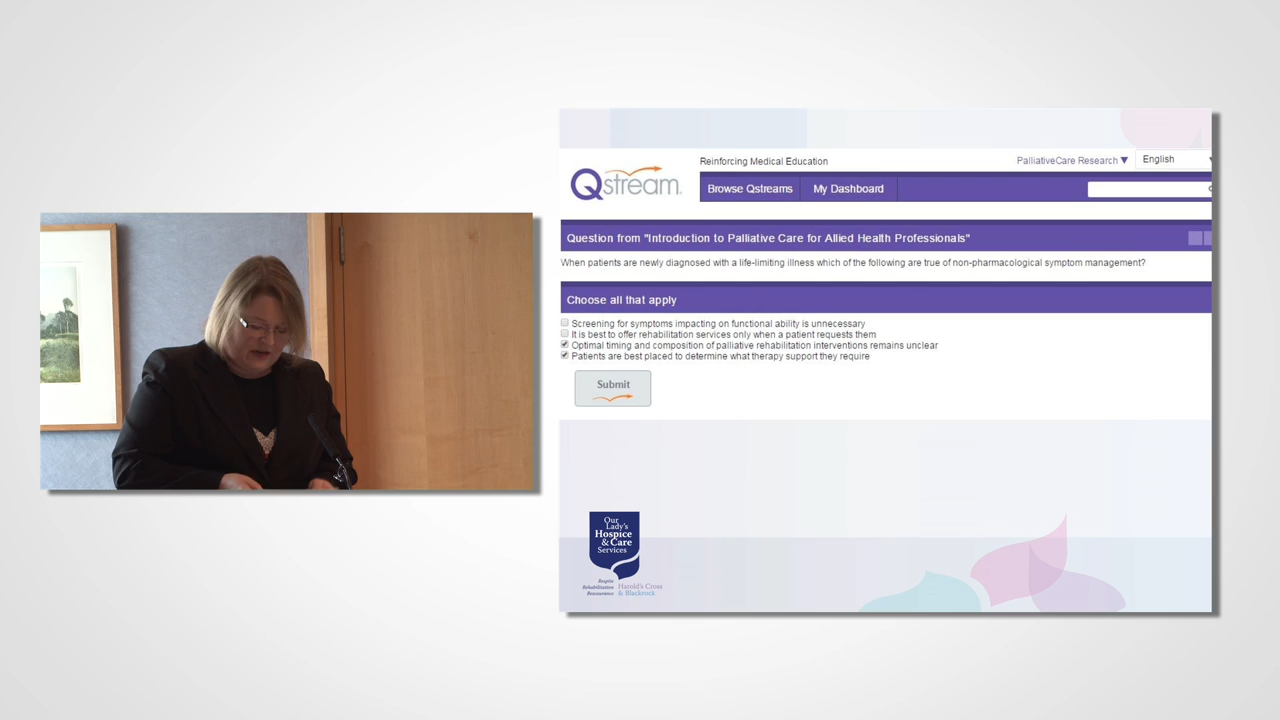 Qstream
Reinforcing Medical Education
PalliativeCare Research ▼
English
Browse Qstreams
My Dashboard
Question from "Introduction to Palliative Care for Allied Health Professionals"
When patients are newly diagnosed with a life-limiting illness which of the following are true of non-pharmacological symptom management?
Choose all that apply
Screening for symptoms impacting on functional ability is unnecessary
It is best to offer rehabilitation services only when a patient requests them
Optimal timing and composition of palliative rehabilitation interventions remains unclear
Patients are best placed to determine what therapy support they require
Submit
Our
Lady's
Hospice
& Care
Services
Respite
Rehabilitation
Reassurance
Harold's Cross
& Blackrock